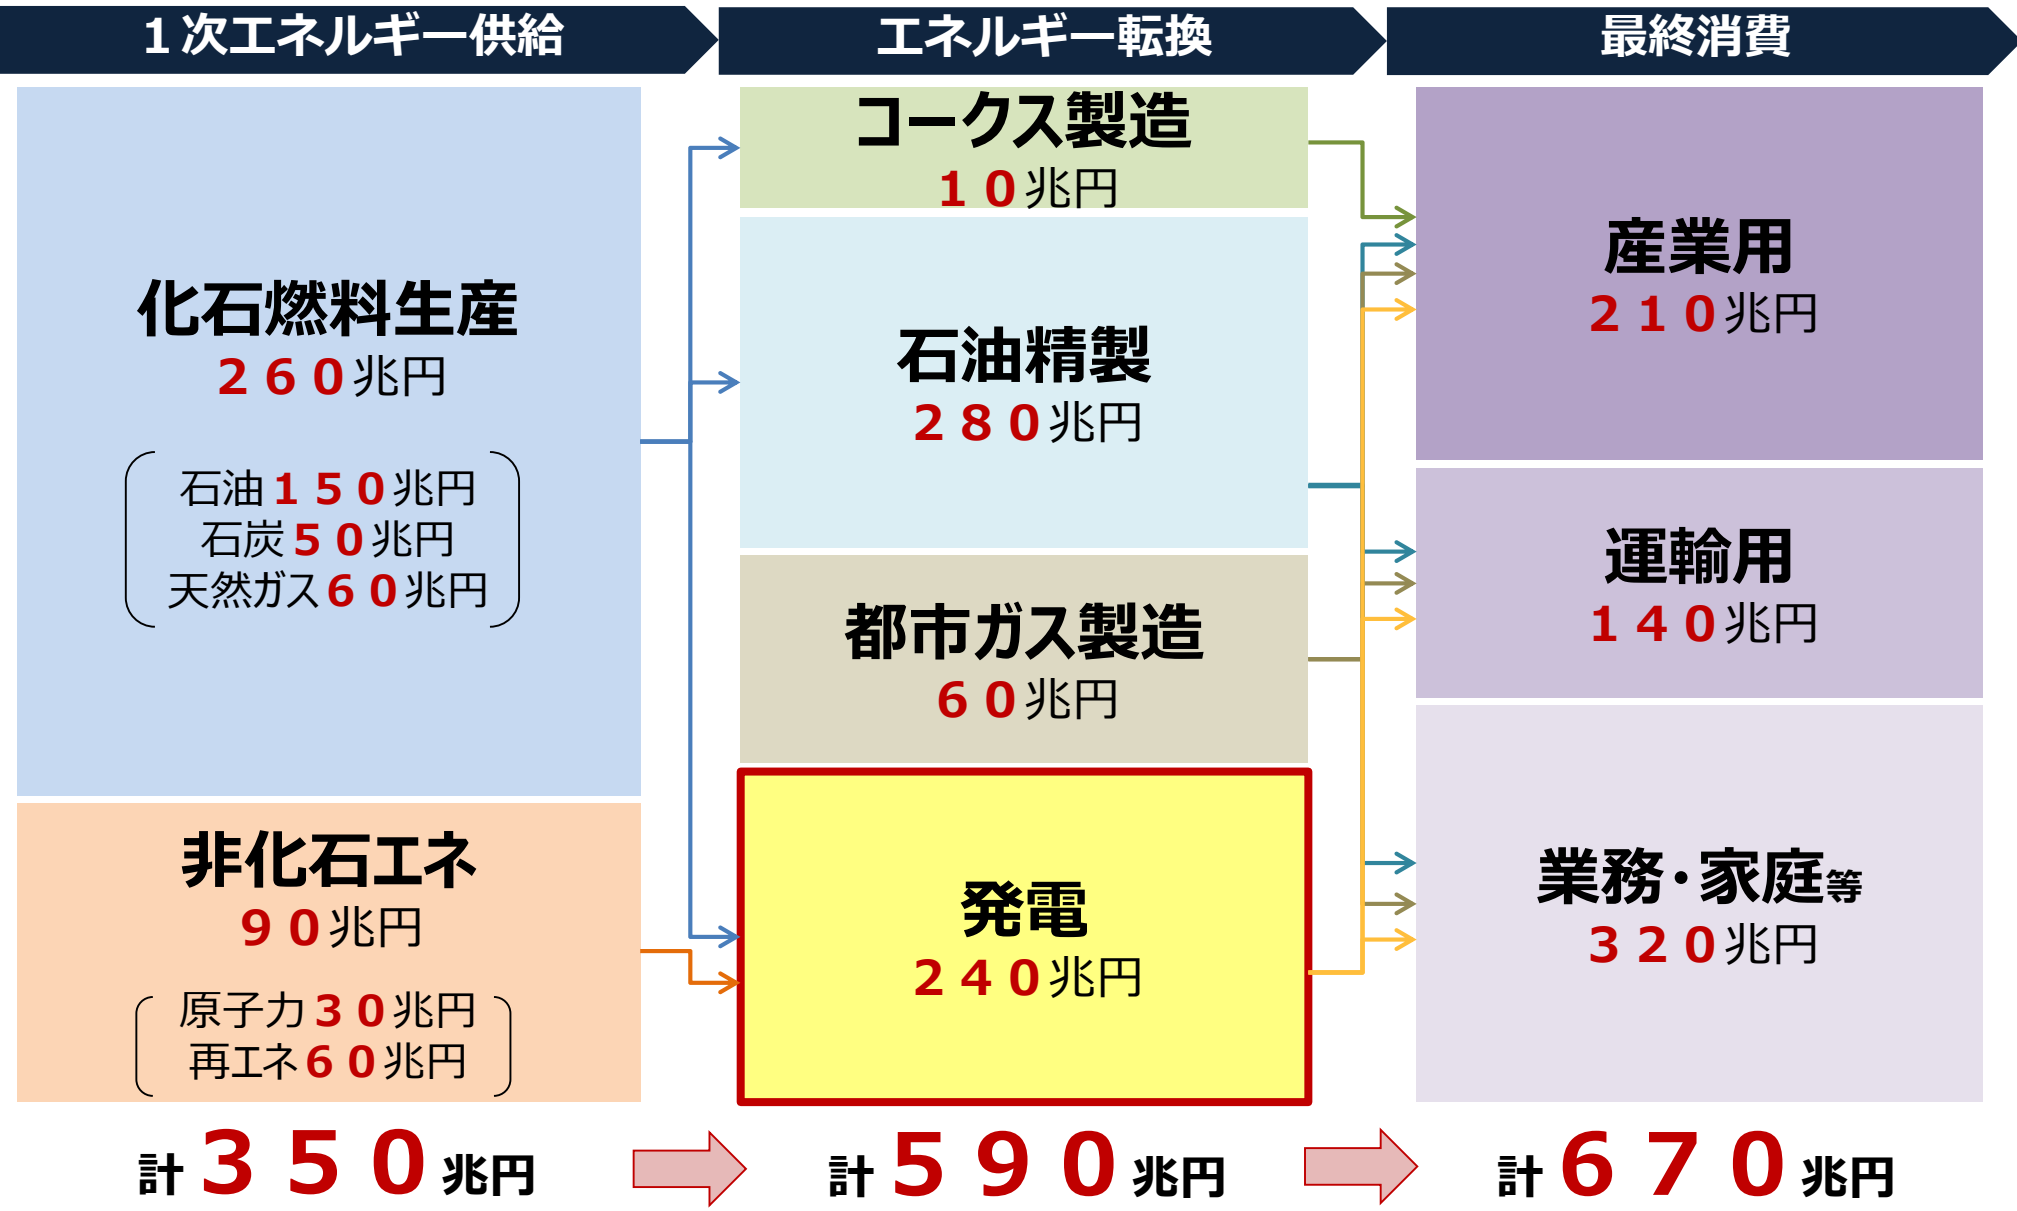 １次エネルギー供給
エネルギー転換
最終消費
化石燃料生産
２６０兆円
石油１５０兆円
石炭５０兆円
天然ガス６０兆円
非化石エネ
９０兆円
原子力３０兆円
再エネ６０兆円
計３５０兆円
コークス製造
１０兆円
石油精製
２８０兆円
都市ガス製造
６０兆円
発電
２４０兆円
計５９０兆円
産業用
２１０兆円
運輸用
１４０兆円
業務・家庭等
３２０兆円
計６７０兆円